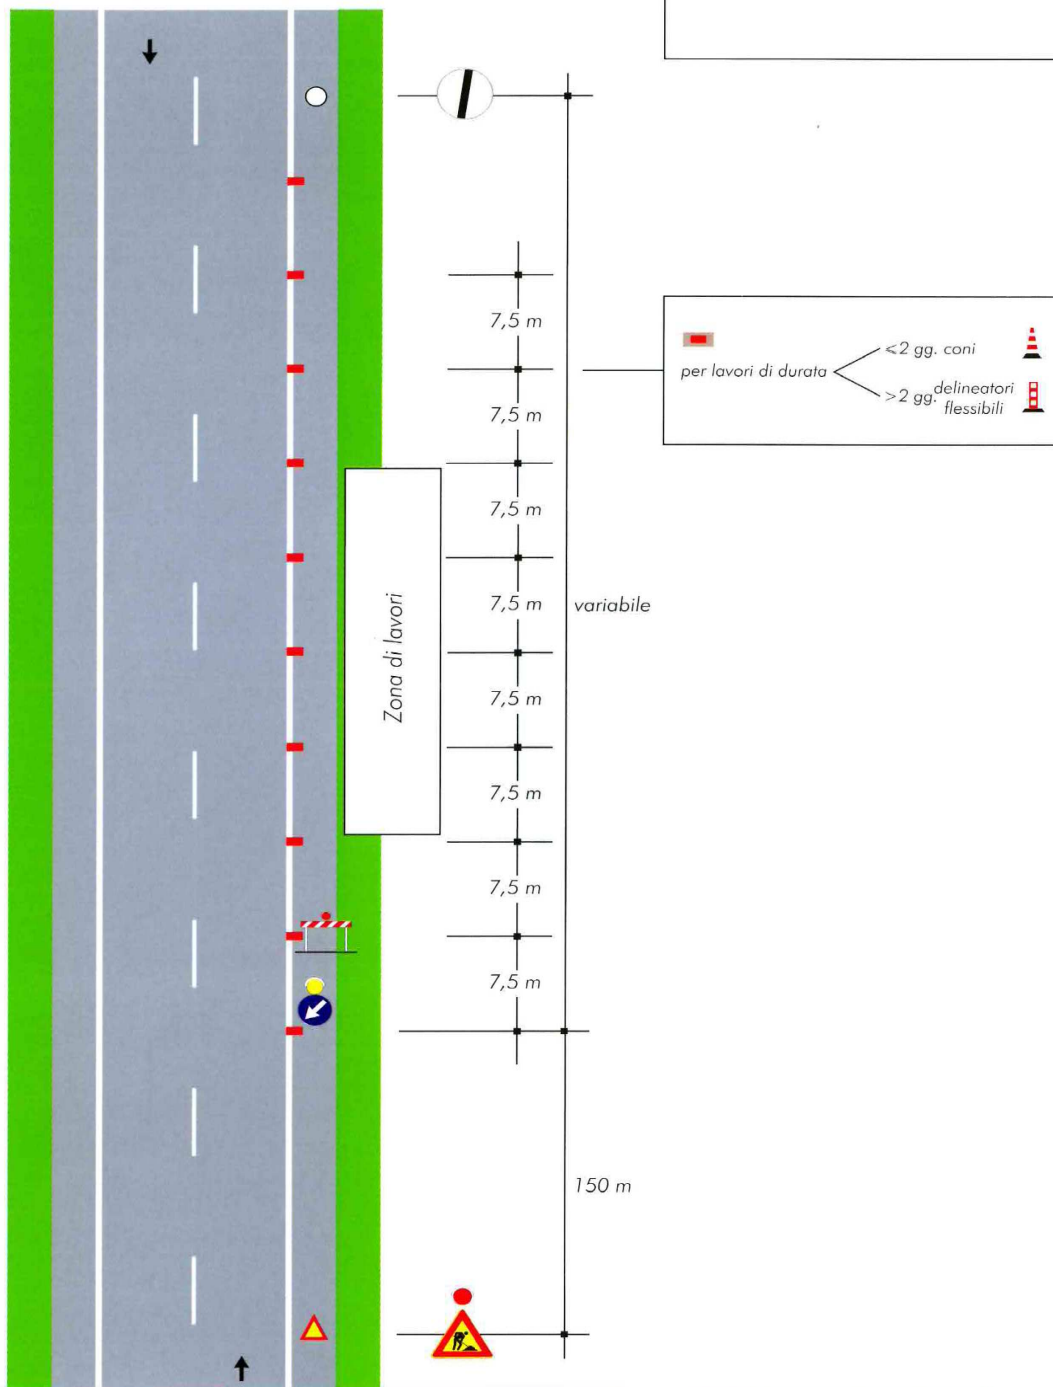 7,5 m
<2 gg. coni
per lavori di durata
>2 gg. delineatori
flessibili
7,5 m
7,5 m
7,5 m
variabile
Zona di lavori
7,5 m
7,5 m
7,5 m
7,5 m
150 m